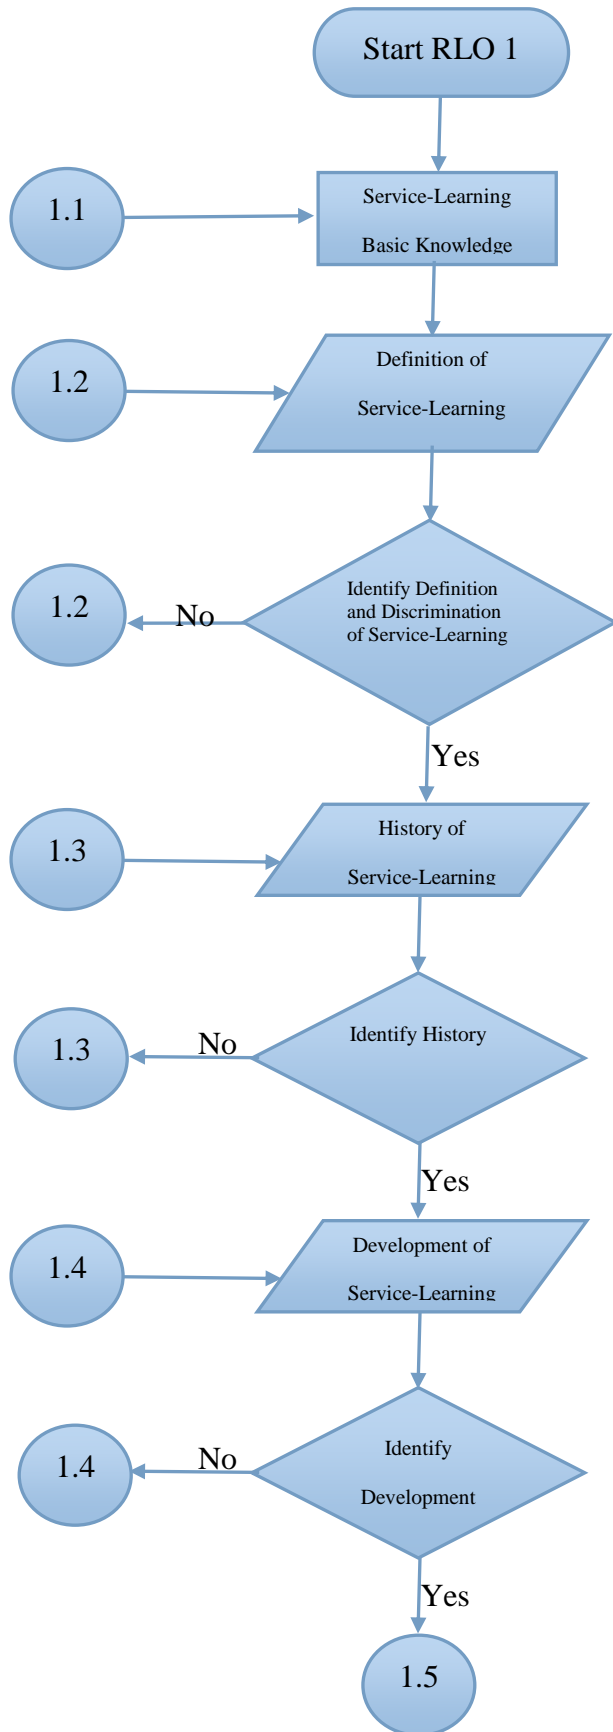 Start RLO 1
1.1
Service-Learning
Basic Knowledge
1.2
Definition of
Service-Learning
Identify Definition
and Discrimination
of Service-Learning
1.2
No
Yes
1.3
History of
Service-Learning
Identify History
1.3
No
Yes
1.4
Development of
Service-Learning
Identify
Development
1.4
No
Yes
1.5